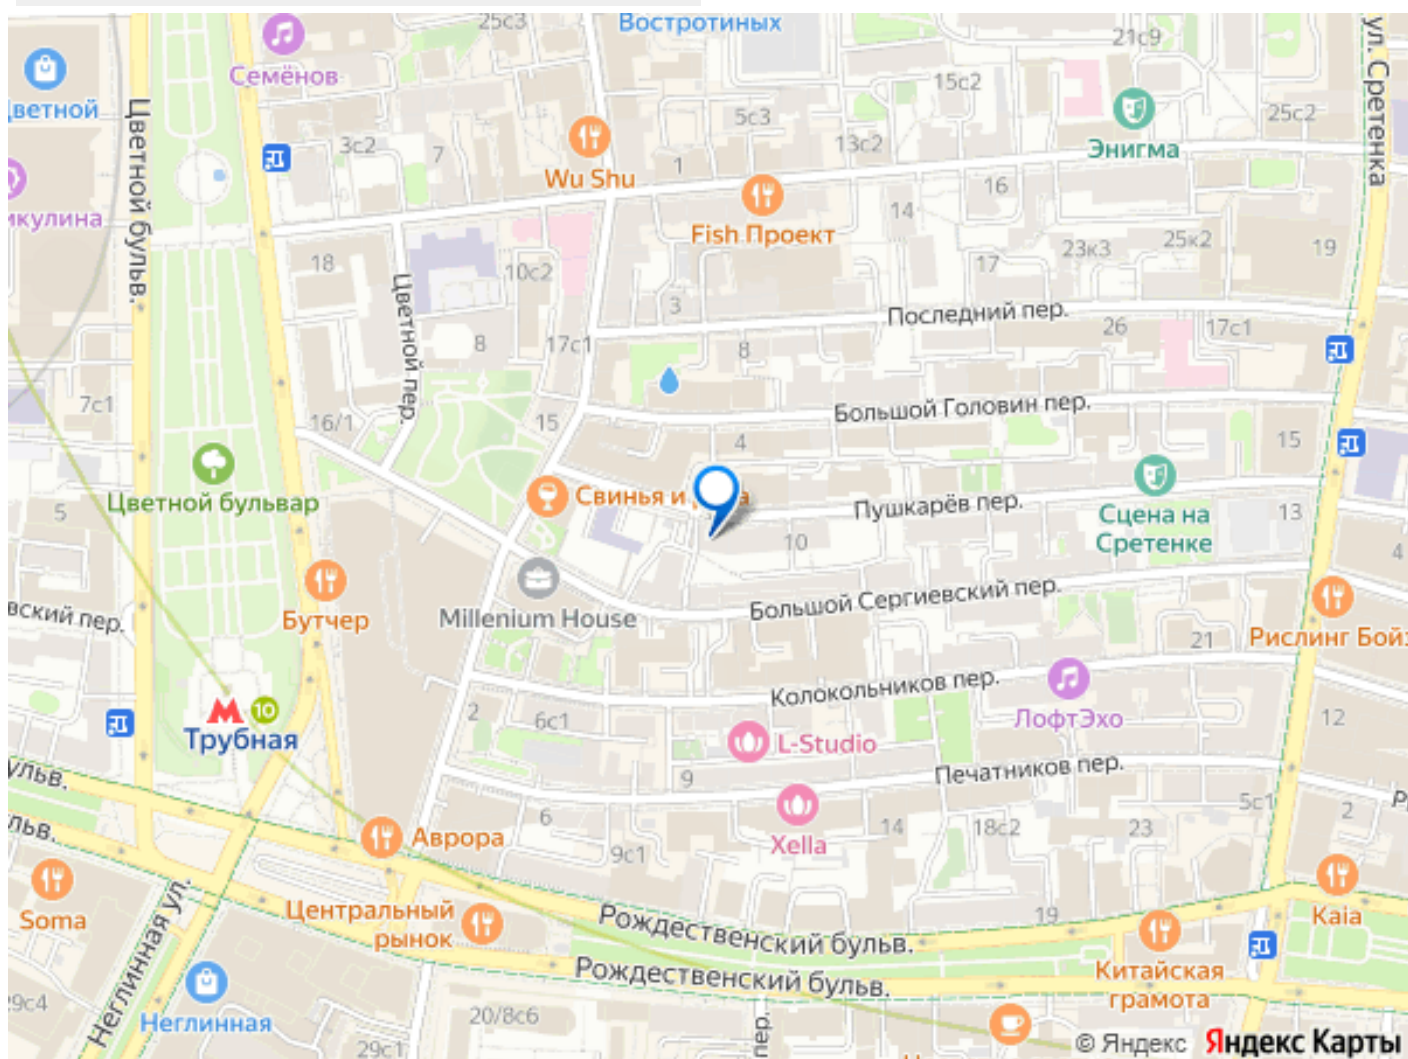 25с3
Востротиных
21с9
ул. Сретенка
Семёнов
Цветной бульв.
15с2
5с3
25с2
3с2
7
13с2
Энигма
1
Wu Shu
16
14
Fish Проект
23к3
25к2
19
18
10с2
17
Цветной пер.
3
Последний пер.
26
17с1
8
17с1
8
7с1
16/1
15
Большой Головин пер.
4
15
Цветной бульвар
Свинья и
Пушкарёв пер.
5
Сцена на
Сретенке
13
10
4
Большой Сергиевский пер.
Millenium House
Бутчер
Рислинг
21
Колокольников пер.
10
Трубная
2
6с1
ЛофтЭхо
12
L-Studio
9
Печатников пер.
5с1
2
6
Xella
14
18с2
23
Аврора
9с1
Soma
Неглинная ул.
Центральный
рынок
Рождественский бульв.
19
Kaia
Рождественский бульв.
Китайская
грамота
Неглинная
20/8с6
29с1
пер.
© Яндекс Яндекс Карты